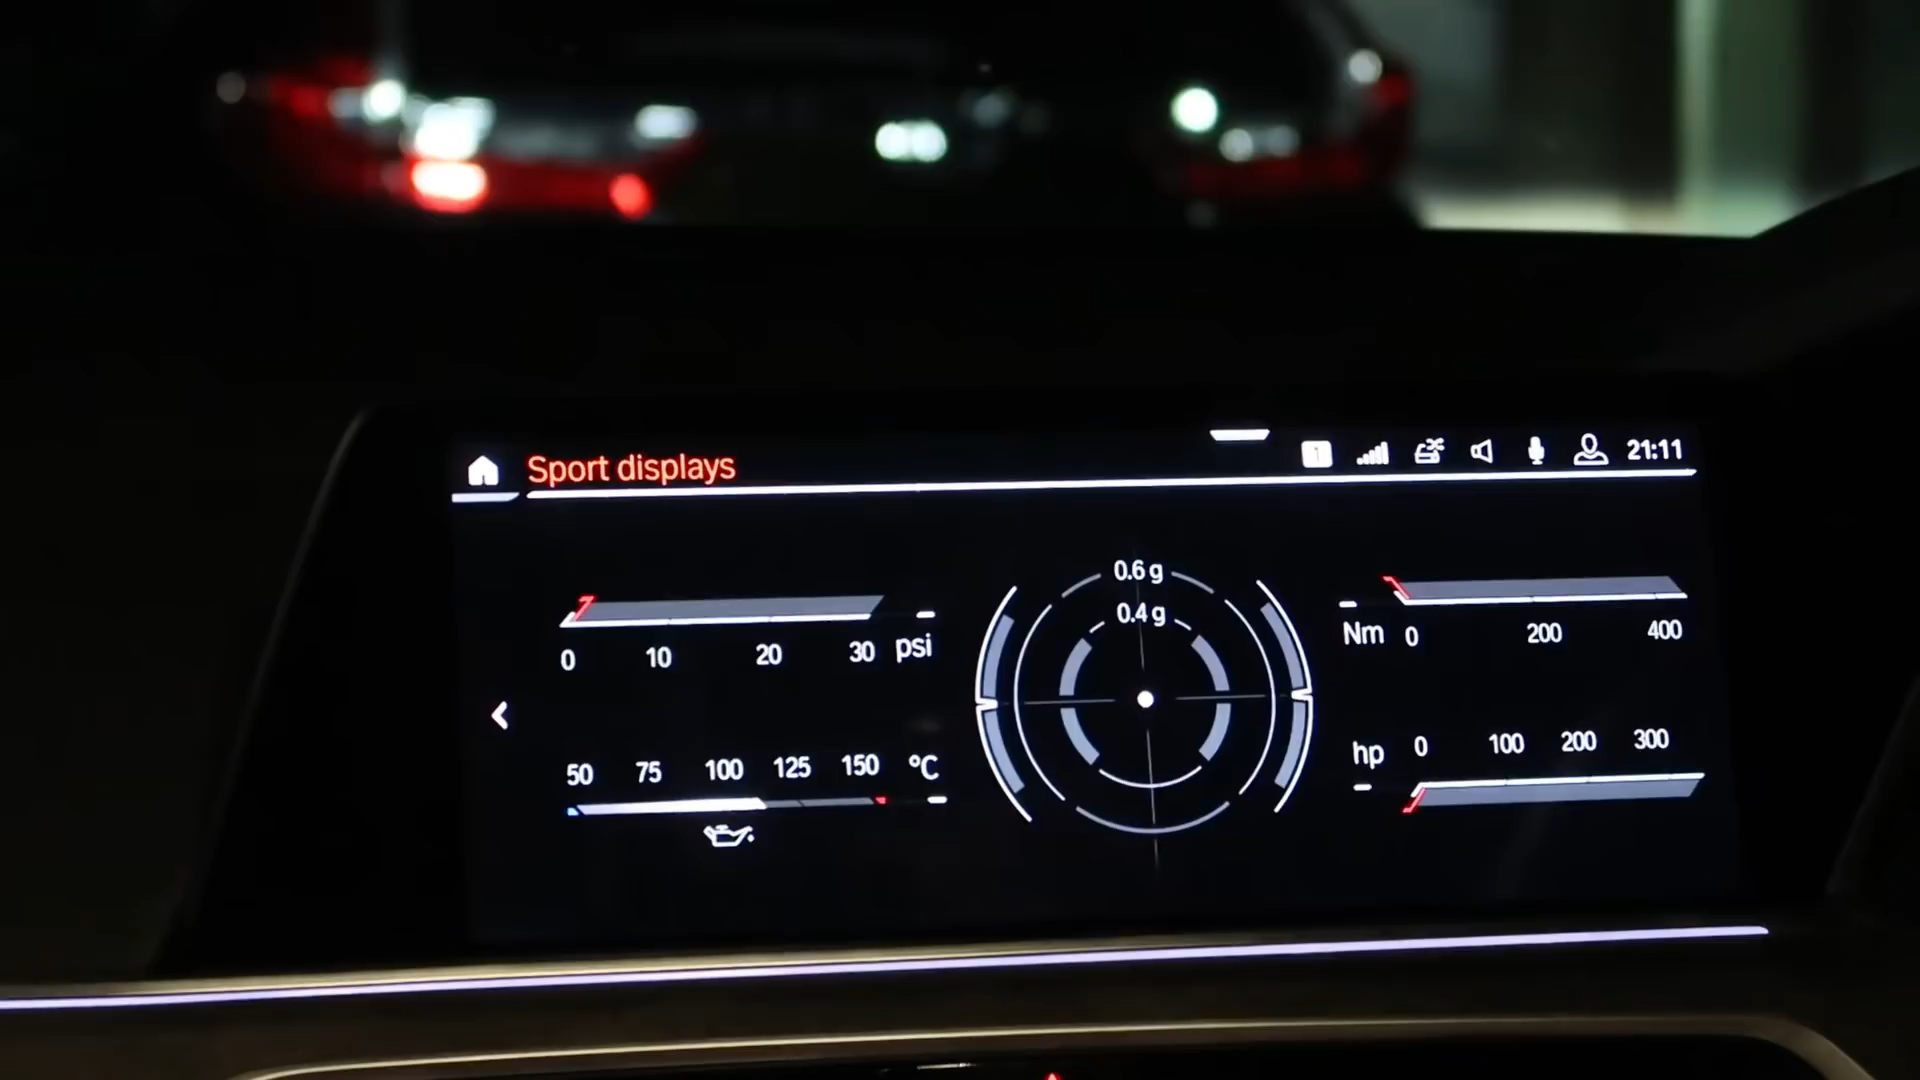 Sport displays
1
21:11
0 10 20 30 psi
50 75 100 125 150 °C
0.6 g
0.4 g
Nm 0 200 400
hp 0 100 200 300